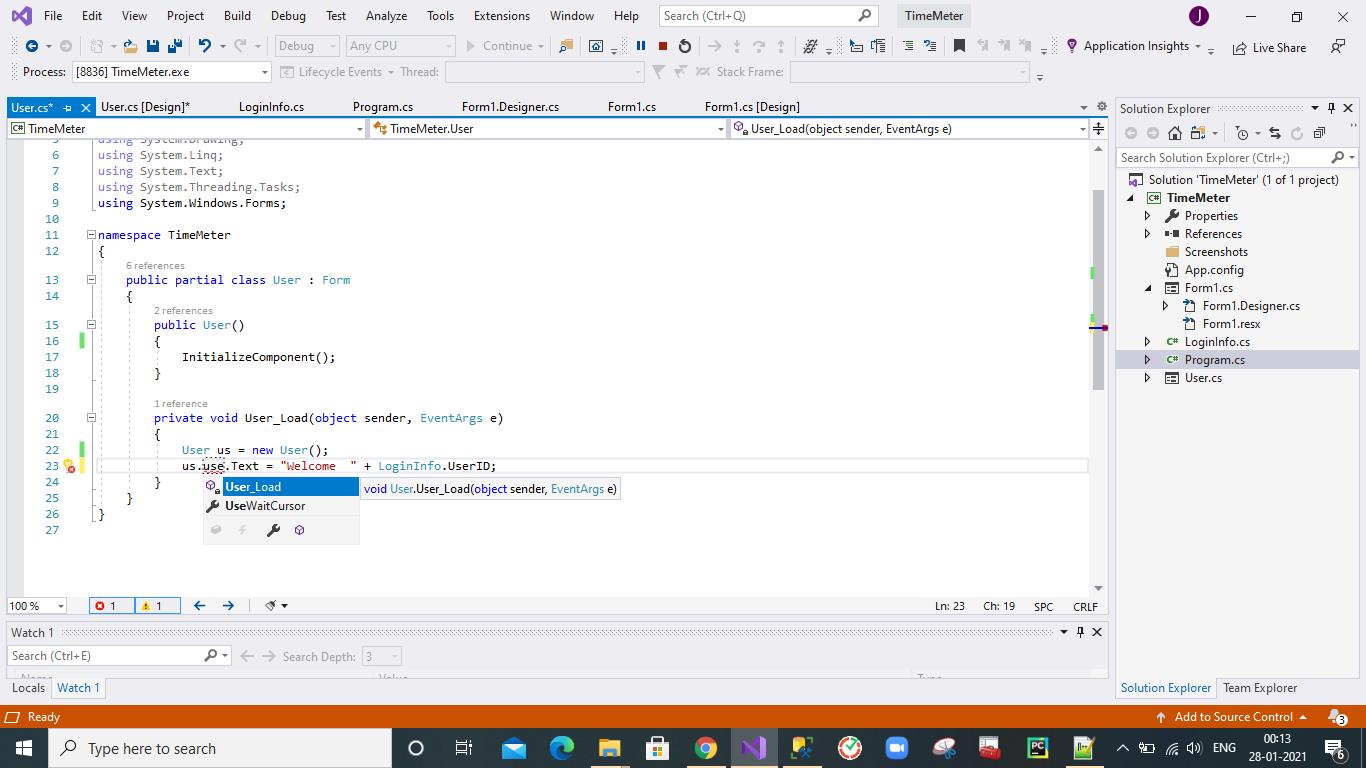 File Edit View Project Build Debug Test Analyze Tools Extensions Window Help Search (Ctrl+Q) TimeMeter J
Debug Any CPU Continue Application Insights Live Share
Process: [8836] TimeMeter.exe Lifecycle Events Thread: Stack Frame:
User.cs* User.cs [Design]* LoginInfo.cs Program.cs Form1.Designer.cs Form1.cs Form1.cs [Design]
C# TimeMeter TimeMeter.User User_Load(object sender, EventArgs e)
5 using System.Drawing;
6 using System.Linq;
7 using System.Text;
8 using System.Threading.Tasks;
9 using System.Windows.Forms;
10
11 namespace TimeMeter
12 {
6 references
13 public partial class User : Form
14 {
2 references
15 public User()
16 {
17 InitializeComponent();
18 }
19
1 reference
20 private void User_Load(object sender, EventArgs e)
21 {
22 User us = new User();
23 us.use.Text = "Welcome  " + LoginInfo.UserID;
24 }
25 }
26 }
27
User_Load
UseWaitCursor
void User.User_Load(object sender, EventArgs e)
100 % 1 1 Ln: 23 Ch: 19 SPC CRLF
Watch 1
Search (Ctrl+E) Search Depth: 3
Name Value Type
Locals Watch 1
Solution Explorer
Search Solution Explorer (Ctrl+;)
Solution 'TimeMeter' (1 of 1 project)
C# TimeMeter
Properties
References
Screenshots
App.config
Form1.cs
Form1.Designer.cs
Form1.resx
C# LoginInfo.cs
C# Program.cs
User.cs
Solution Explorer Team Explorer
Ready Add to Source Control 3
Type here to search PC ENG 00:13
28-01-2021 6